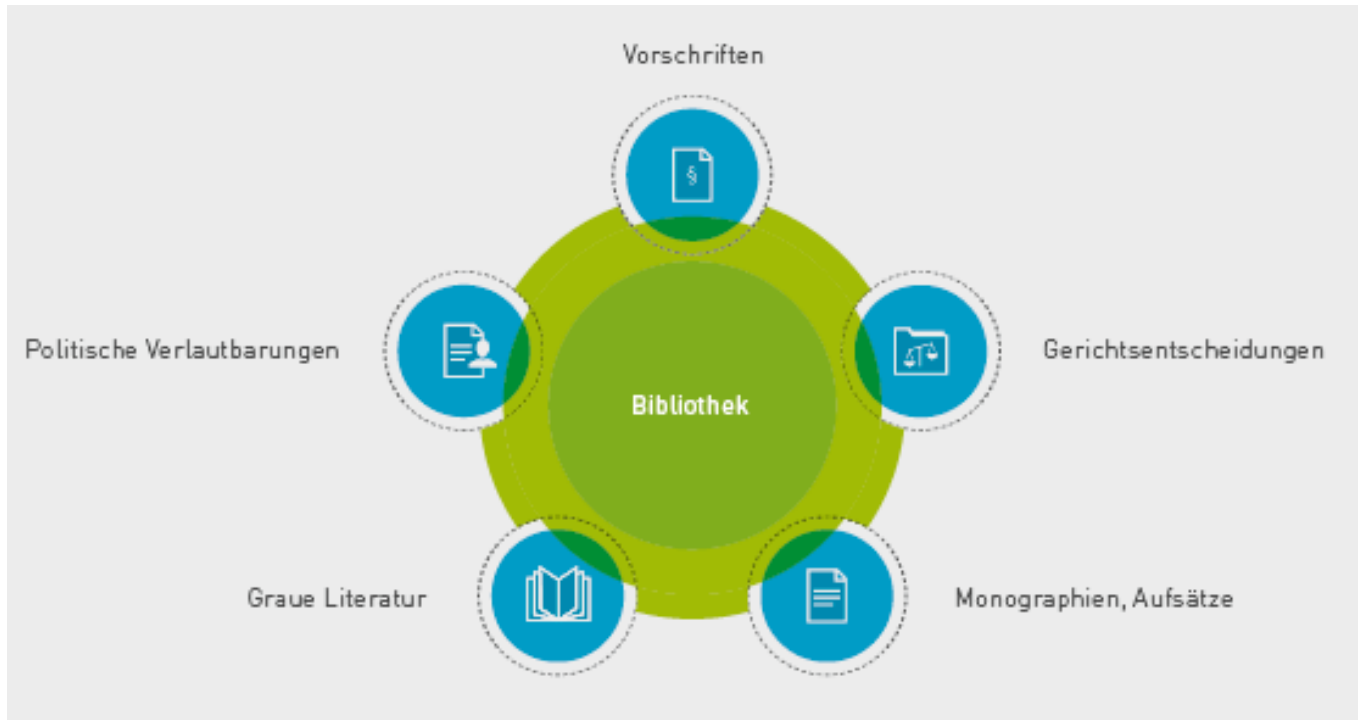 Vorschriften
§
Politische Verlautbarungen
Gerichtsentscheidungen
Bibliothek
Graue Literatur
Monographien, Aufsätze